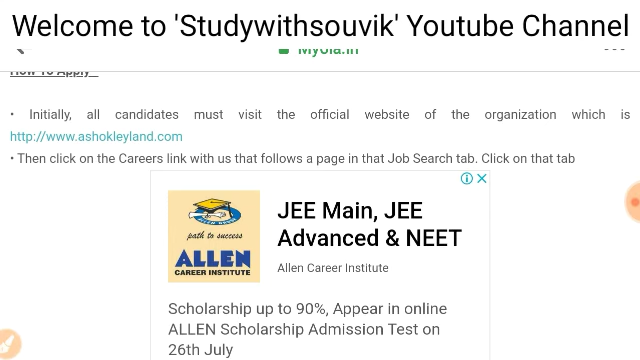 Welcome to 'Studywithsouvik' Youtube Channel
Myola.in
How To Apply
• Initially, all candidates must visit the official website of the organization which is
http://www.ashokleyland.com
• Then click on the Careers link with us that follows a page in that Job Search tab. Click on that tab
path to success
ALLEN
CAREER INSTITUTE
JEE Main, JEE
Advanced & NEET
Allen Career Institute
Scholarship up to 90%, Appear in online
ALLEN Scholarship Admission Test on
26th July